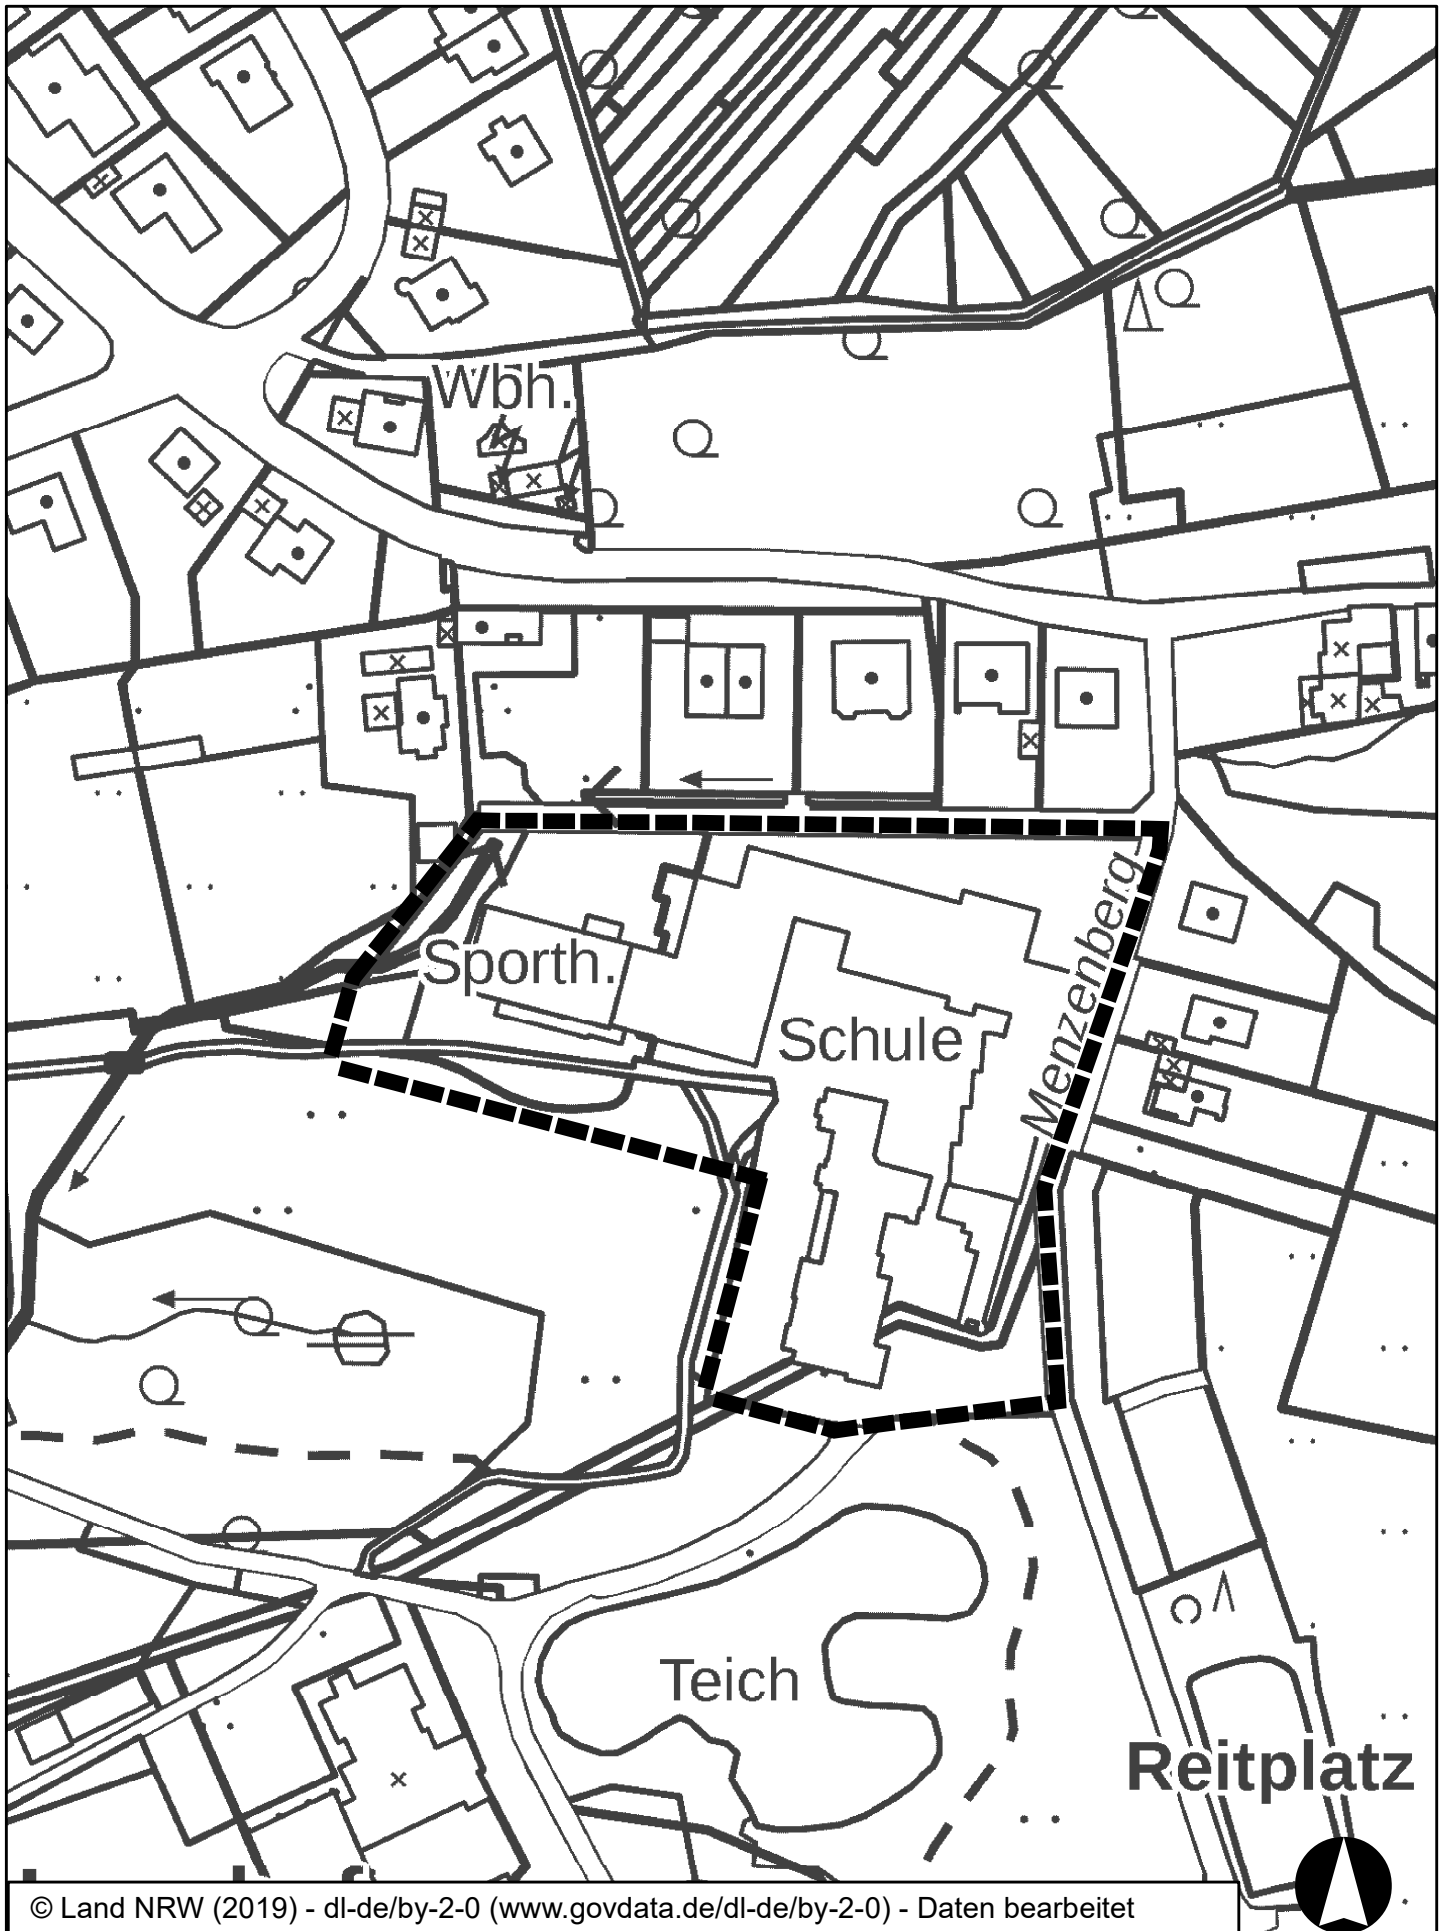 Wbh.
Sporth.
Schule
Menzenberg
Teich
Reitplatz
© Land NRW (2019) - dl-de/by-2-0 (www.govdata.de/dl-de/by-2-0) - Daten bearbeitet